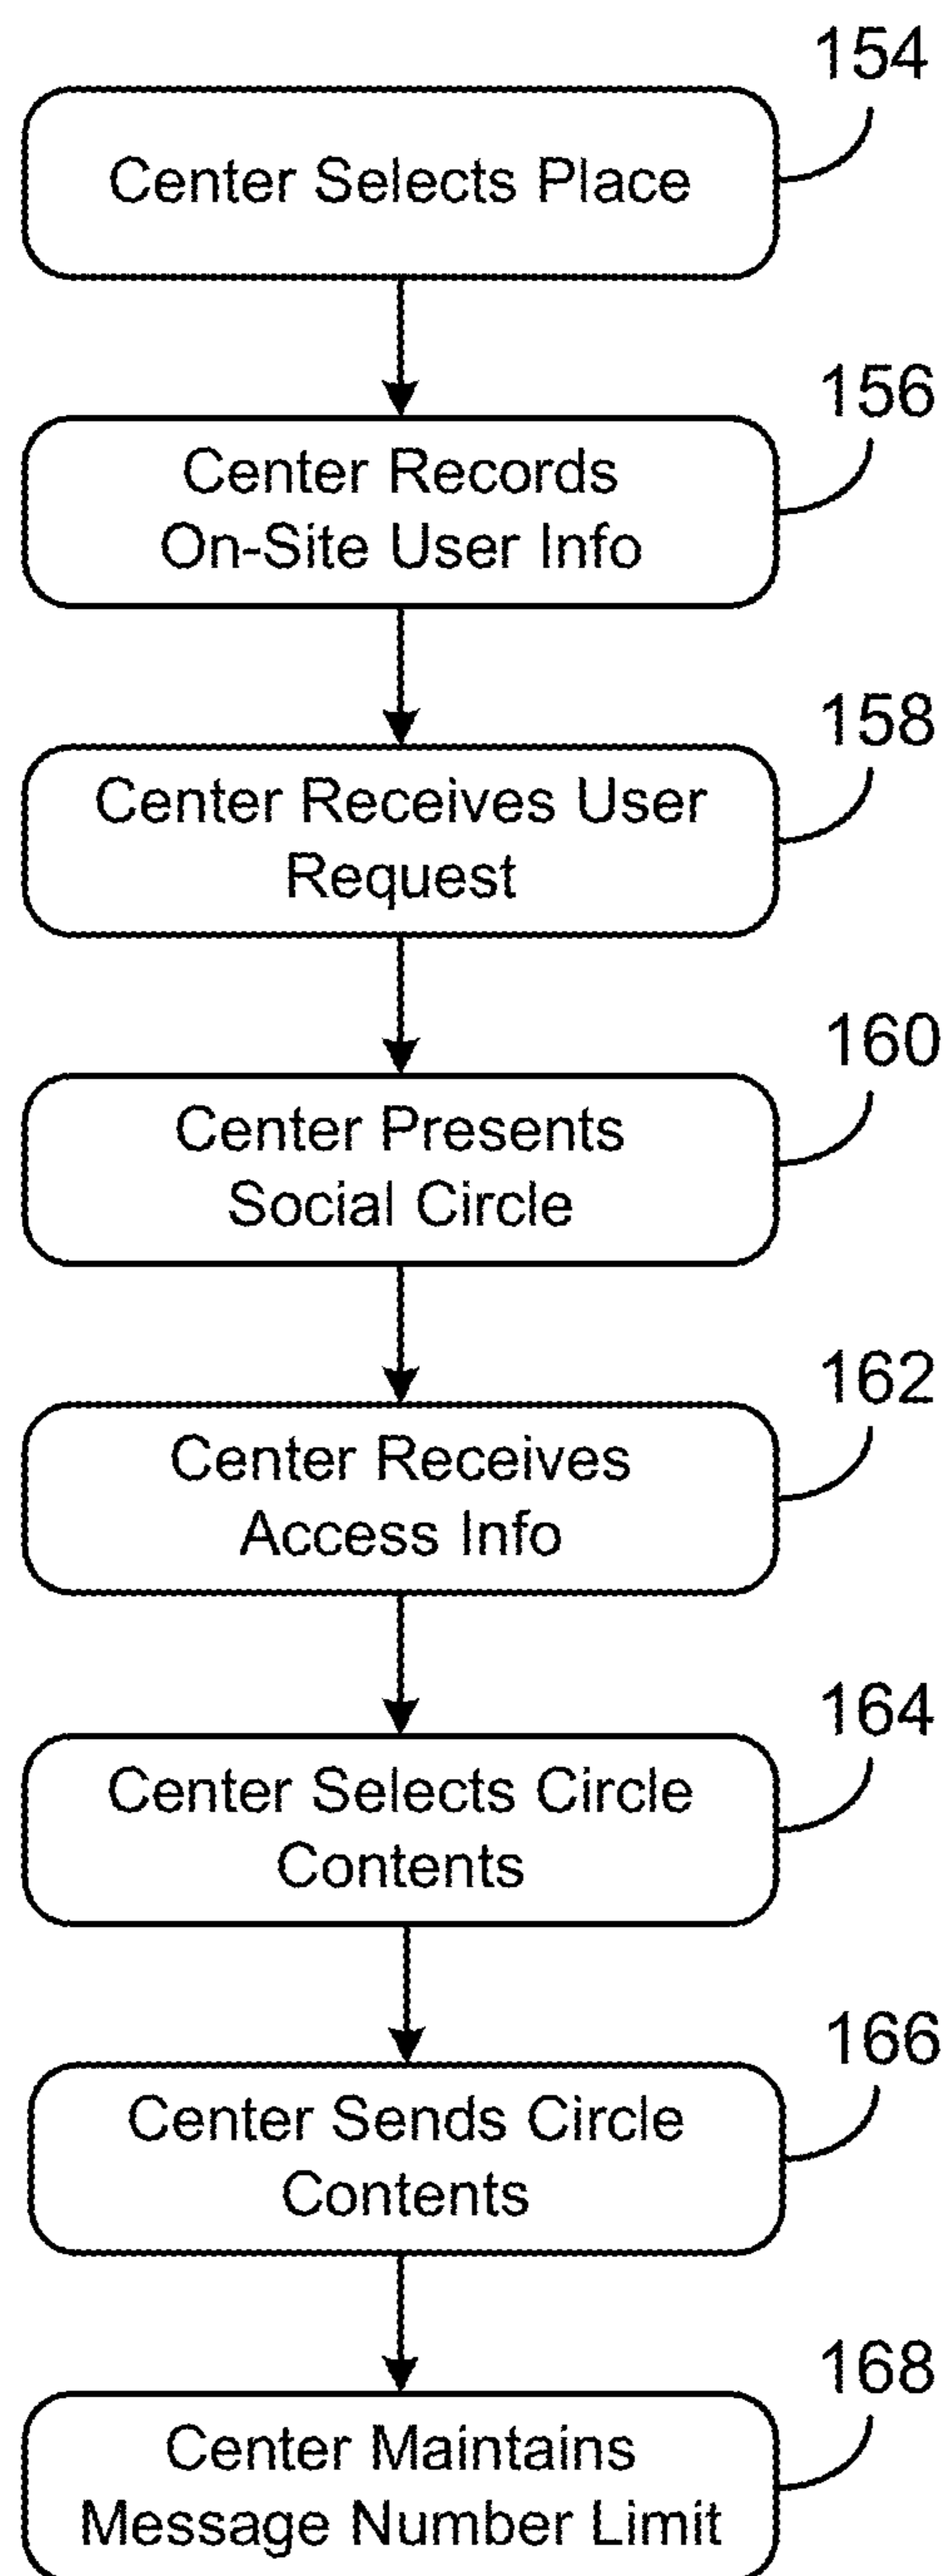 154
Center Selects Place
156
Center Records
On-Site User Info
158
Center Receives User
Request
160
Center Presents
Social Circle
162
Center Receives
Access Info
164
Center Selects Circle
Contents
166
Center Sends Circle
Contents
168
Center Maintains
Message Number Limit